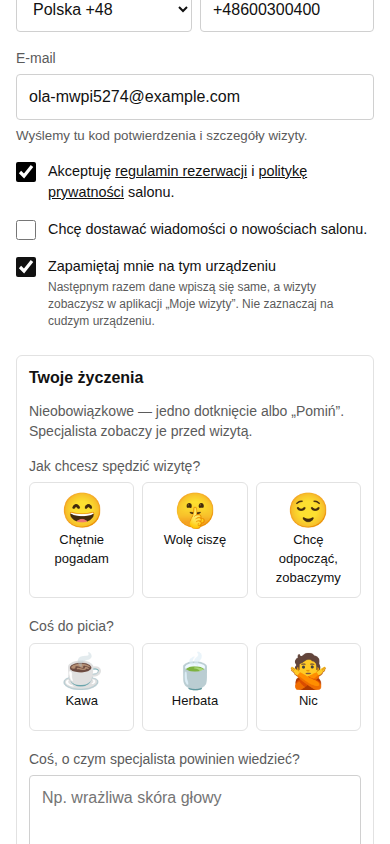 Polska +48
+48600300400
E-mail
ola-mwpi5274@example.com
Wyślemy tu kod potwierdzenia i szczegóły wizyty.
Akceptuję regulamin rezerwacji i politykę
prywatności salonu.
Chcę dostawać wiadomości o nowościach salonu.
Zapamiętaj mnie na tym urządzeniu
Następnym razem dane wpiszą się same, a wizyty
zobaczysz w aplikacji „Moje wizyty”. Nie zaznaczaj na
cudzym urządzeniu.
Twoje życzenia
Nieobowiązkowe — jedno dotknięcie albo „Pomiń”.
Specjalista zobaczy je przed wizytą.
Jak chcesz spędzić wizytę?
Chętnie
pogadam
Wolę ciszę
Chcę
odpocząć,
zobaczymy
Coś do picia?
Kawa
Herbata
Nic
Coś, o czym specjalista powinien wiedzieć?
Np. wrażliwa skóra głowy